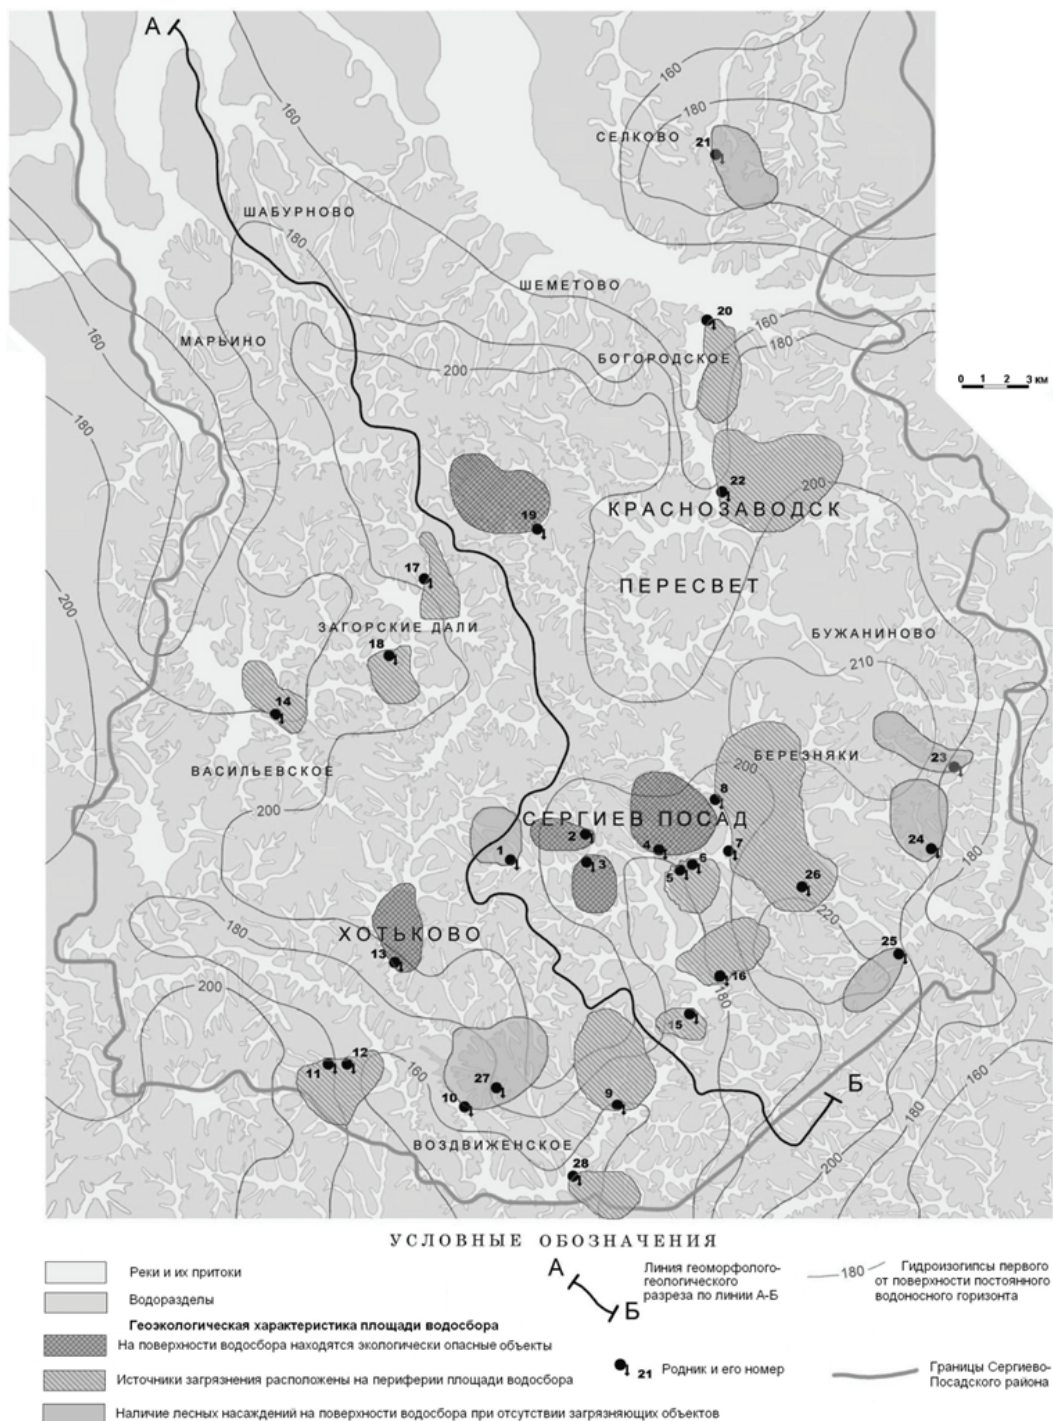 А
160
160
180
СЕЛКОВО
21
ШАБУРНОВО
180
ШЕМЕТОВО
160
МАРЬИНО
20
160
180
БОГОРОДСКОЕ
200
0 1 2 3 км
180
22
200
КРАСНОЗАВОДСК
19
17
ПЕРЕСВЕТ
200
ЗАГОРСКИЕ ДАЛИ
БУЖАНИНОВО
18
210
14
БЕРЕЗНЯКИ
23
ВАСИЛЬЕВСКОЕ
200
8
200
СЕРГИЕВ ПОСАД
2
1
4
7
24
3
6
5
180
26
220
ХОТЬКОВО
180
25
13
16
200
180
15
12
11
160
27
10
9
Б
160
180
ВОЗДВИЖЕНСКОЕ
200
28
УСЛОВНЫЕ ОБОЗНАЧЕНИЯ
Реки и их притоки
Водоразделы
Геоэкологическая характеристика площади водосбора
На поверхности водосбора находятся экологически опасные объекты
Источники загрязнения расположены на периферии площади водосбора
Наличие лесных насаждений на поверхности водосбора при отсутствии загрязняющих объектов
А
Б
Линия геоморфолого-
геологического
разреза по линии А-Б
21 Родник и его номер
180
Гидроизогипсы первого
от поверхности постоянного
водоносного горизонта
Границы Сергиево-
Посадского района